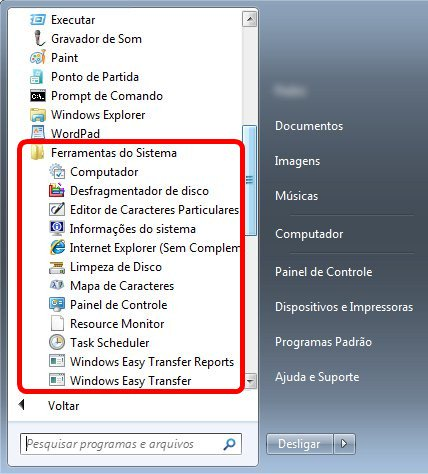 Executar
Gravador de Som
Paint
Ponto de Partida
Prompt de Comando
Windows Explorer
WordPad
Ferramentas do Sistema
Computador
Desfragmentador de disco
Editor de Caracteres Particulares
Informações do sistema
Internet Explorer (Sem Complem
Limpeza de Disco
Mapa de Caracteres
Painel de Controle
Resource Monitor
Task Scheduler
Windows Easy Transfer Reports
Windows Easy Transfer
Voltar
Pesquisar programas e arquivos
Documentos
Imagens
Músicas
Computador
Painel de Controle
Dispositivos e Impressoras
Programas Padrão
Ajuda e Suporte
Desligar